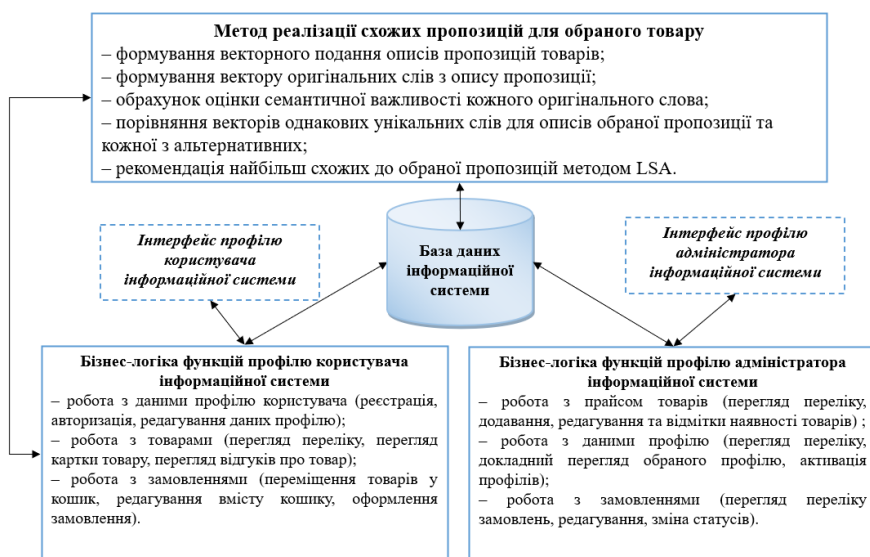 Метод реалізації схожих пропозицій для обраного товару
– формування векторного подання описів пропозицій товарів;
– формування вектору оригінальних слів з опису пропозиції;
– обрахунок оцінки семантичної важливості кожного оригінального слова;
– порівняння векторів однакових унікальних слів для описів обраної пропозиції та
кожної з альтернативних;
– рекомендація найбільш схожих до обраної пропозицій методом LSA.
Інтерфейс профілю
користувача
інформаційної системи
База даних
інформаційної
системи
Інтерфейс профілю
адміністратора
інформаційної системи
Бізнес-логіка функцій профілю користувача
інформаційної системи
– робота з даними профілю користувача (реєстрація,
авторизація, редагування даних профілю);
– робота з товарами (перегляд переліку, перегляд
картки товару, перегляд відгуків про товар);
– робота з замовленнями (переміщення товарів у
кошик, редагування вмісту кошику, оформлення
замовлення).
Бізнес-логіка функцій профілю адміністратора
інформаційної системи
– робота з прайсом товарів (перегляд переліку,
додавання, редагування та відмітки наявності товарів) ;
– робота з даними профілю (перегляд переліку,
докладний перегляд обраного профілю, активація
профілів);
– робота з замовленнями (перегляд переліку
замовлень, редагування, зміна статусів).